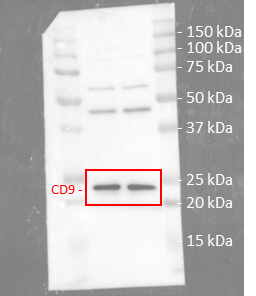 - 150 kDa
- 100 kDa
- 75 kDa
- 50 kDa
- 37 kDa
- 25 kDa
CD9 -
- 20 kDa
- 15 kDa